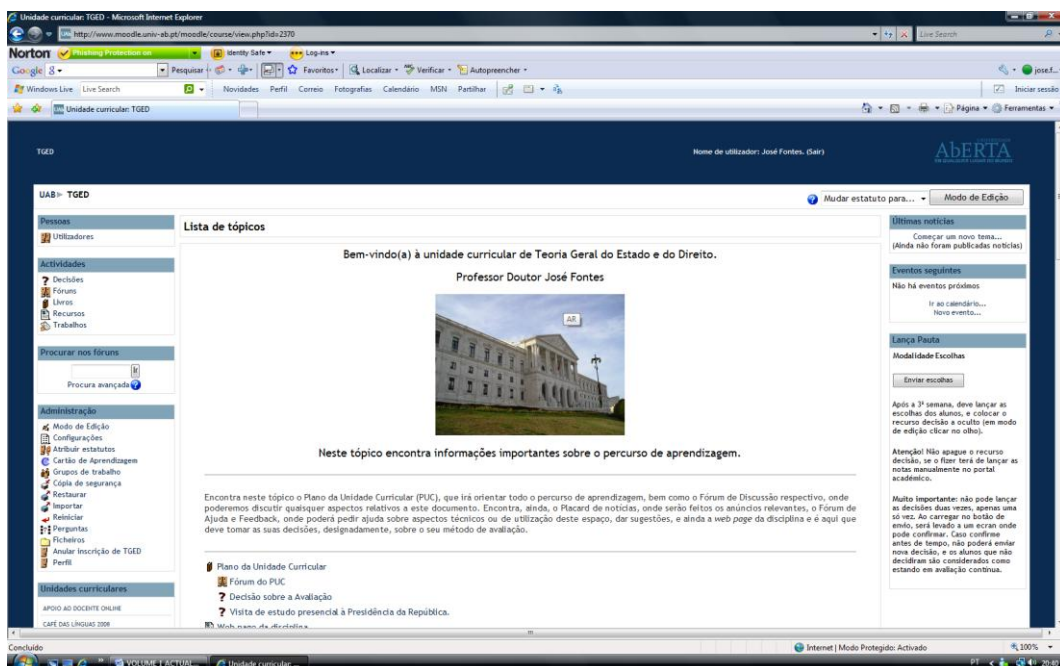 Unidade curricular: TGED - Microsoft Internet Explorer
http://www.moodle.univ-ab.pt/moodle/course/view.php?id=2370
Live Search
Norton
Phishing Protection on
Identity Safe
Log-ins
Google
Pesquisar
Favoritos
Localizar
Verificar
Autopreencher
josef...
Windows Live
Live Search
Novidades Perfil Correio Fotografias Calendário MSN Partilhar
Iniciar sessão
Unidade curricular: TGED
Página
Ferramentas
TGED
Nome de utilizador: José Fontes. (Sair)
AbERTA
UAB ► TGED
Mudar estatuto para...
Modo de Edição
Pessoas
Utilizadores
Actividades
Decisões
Fóruns
Livros
Recursos
Trabalhos
Procurar nos fóruns
Procura avançada
Administração
Modo de Edição
Configurações
Atribuir estatutos
Cartão de Aprendizagem
Grupos de trabalho
Cópia de segurança
Restaurar
Importar
Reiniciar
Perguntas
Ficheiros
Anular inscrição de TGED
Perfil
Unidades curriculares
APOIO AO DOCENTE ONLINE
CAFÉ DAS LÍNGUAS 2008
Lista de tópicos
Bem-vindo(a) à unidade curricular de Teoria Geral do Estado e do Direito.
Professor Doutor José Fontes
AR
Neste tópico encontra informações importantes sobre o percurso de aprendizagem.
Encontra neste tópico o Plano da Unidade Curricular (PUC), que irá orientar todo o percurso de aprendizagem, bem como o Fórum de Discussão respectivo, onde
poderemos discutir quaisquer aspectos relativos a este documento. Encontra, ainda, o Placard de notícias, onde serão feitos os anúncios relevantes, o Fórum de
Ajuda e Feedback, onde poderá pedir ajuda sobre aspectos técnicos ou de utilização deste espaço, dar sugestões, e ainda a web page da disciplina e é aqui que
deve tomar as suas decisões, designadamente, sobre o seu método de avaliação.
Plano da Unidade Curricular
Fórum do PUC
Decisão sobre a Avaliação
Visita de estudo presencial à Presidência da República.
Web page da disciplina
Últimas notícias
Começar um novo tema...
(Ainda não foram publicadas notícias)
Eventos seguintes
Não há eventos próximos
Ir ao calendário...
Novo evento...
Lança Pauta
Modalidade Escolhas
Enviar escolhas
Após a 3ª semana, deve lançar as
escolhas dos alunos, e colocar o
recurso decisão a oculto (em modo
de edição clicar no olho).
Atenção! Não apague o recurso
decisão, se o fizer terá de lançar as
notas manualmente no portal
académico.
Muito importante: não pode lançar
as decisões duas vezes, apenas uma
só vez. Ao carregar no botão de
envio, será levado a um ecran onde
pode confirmar. Caso confirme
antes de tempo, não poderá enviar
nova decisão, e os alunos que não
decidiram são considerados como
estando em avaliação contínua.
Concluído
Internet | Modo Protegido: Activado
100%
VOLUME I ACTUAL...
Unidade curricular: ...
PT
20:40